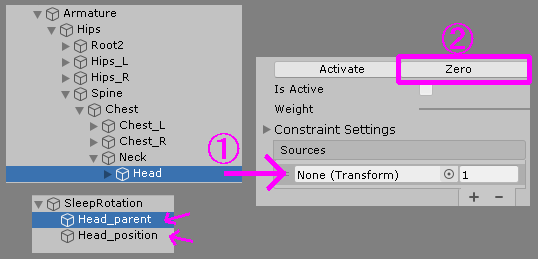 Armature
Hips
Root2
Hips_L
Hips_R
Spine
Chest
Chest_L
Chest_R
Neck
Head
SleepRotation
Head_parent
Head_position
①
②
Activate Zero
Is Active
Weight
Constraint Settings
Sources
= None (Transform) 1
+ −